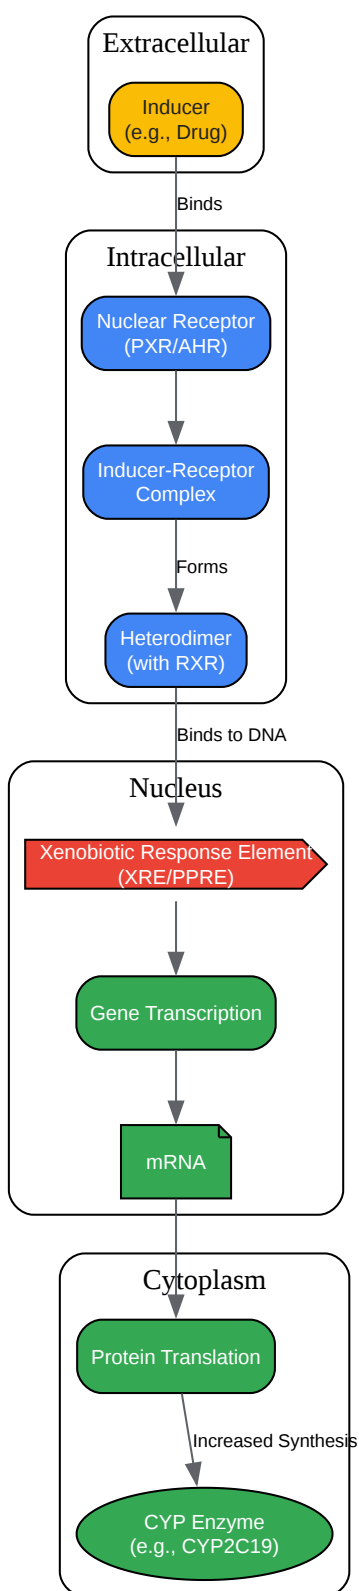 Extracellular
Inducer
(e.g., Drug)
Binds
Intracellular
Nuclear Receptor
(PXR/AHR)
Inducer-Receptor
Complex
Forms
Heterodimer
(with RXR)
Binds to DNA
Nucleus
Xenobiotic Response Element
(XRE/PPRE)
Gene Transcription
mRNA
Cytoplasm
Protein Translation
Increased Synthesis
CYP Enzyme
(e.g., CYP2C19)